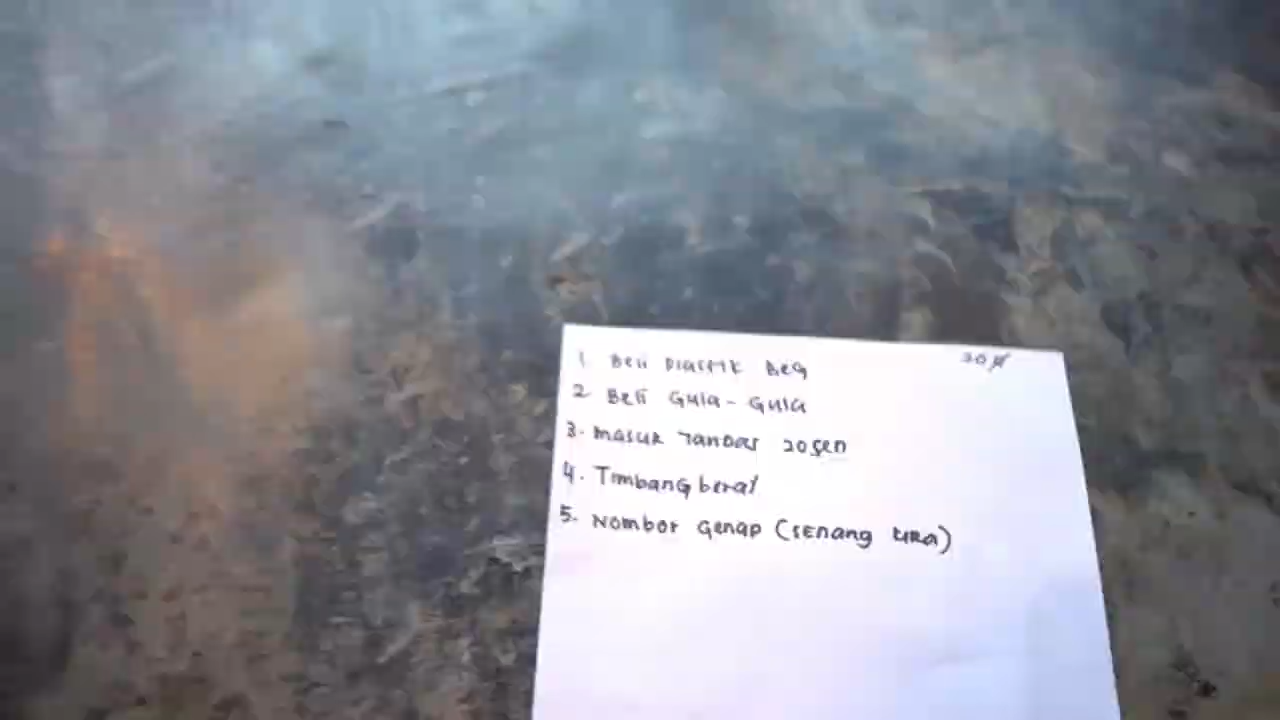 1. Beli Plastik Beg
2. Beli Gula-Gula
3. Masuk Tandas 20sen
4. Timbang berat
5. Nombor Genap (Senang Kira)